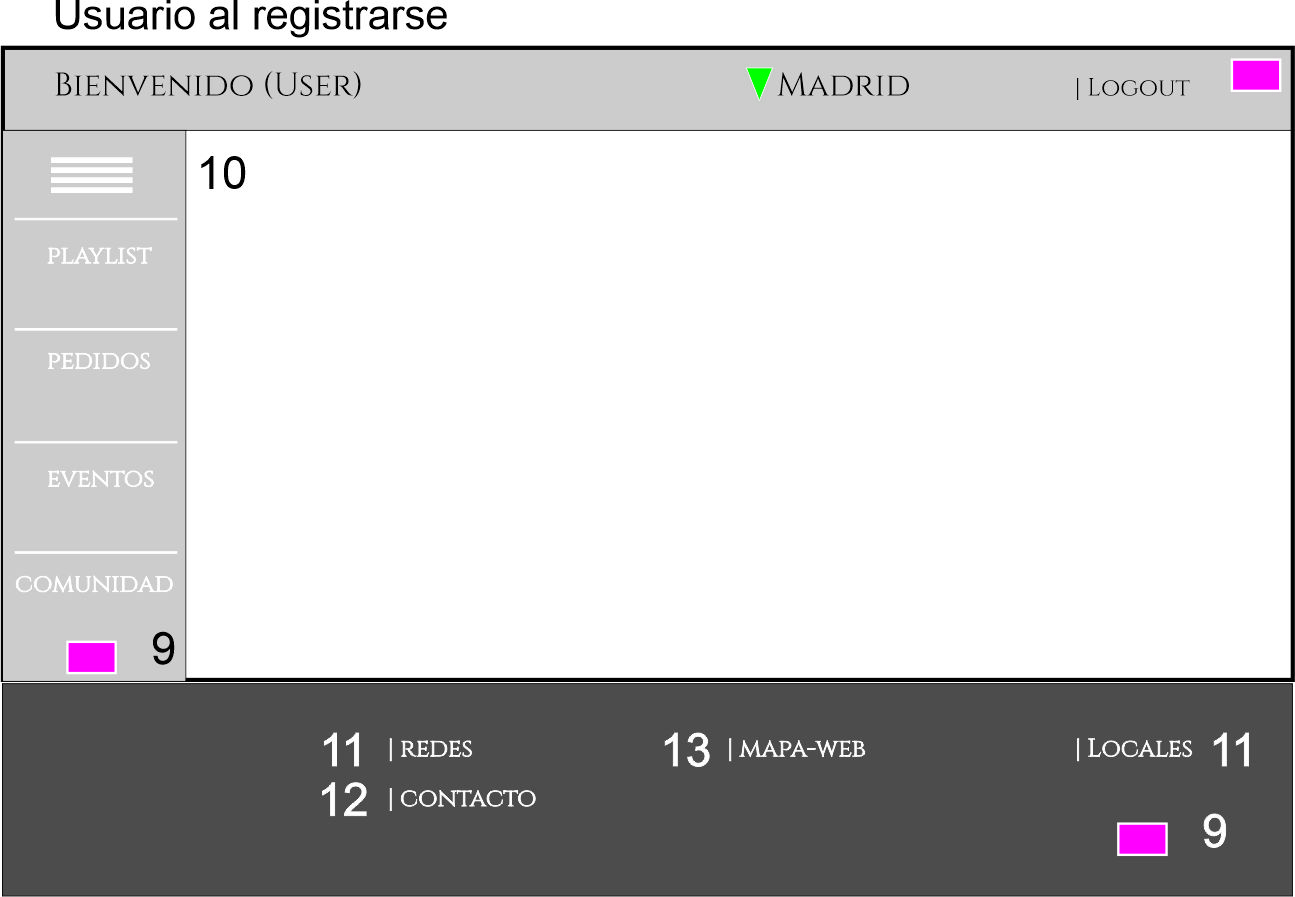 Usuario al registrarse
Bienvenido (User)
Madrid
| Logout
10
PLAYLIST
PEDIDOS
EVENTOS
COMUNIDAD
9
11 | REDES
13 | MAPA-WEB
| Locales 11
12 | CONTACTO
9